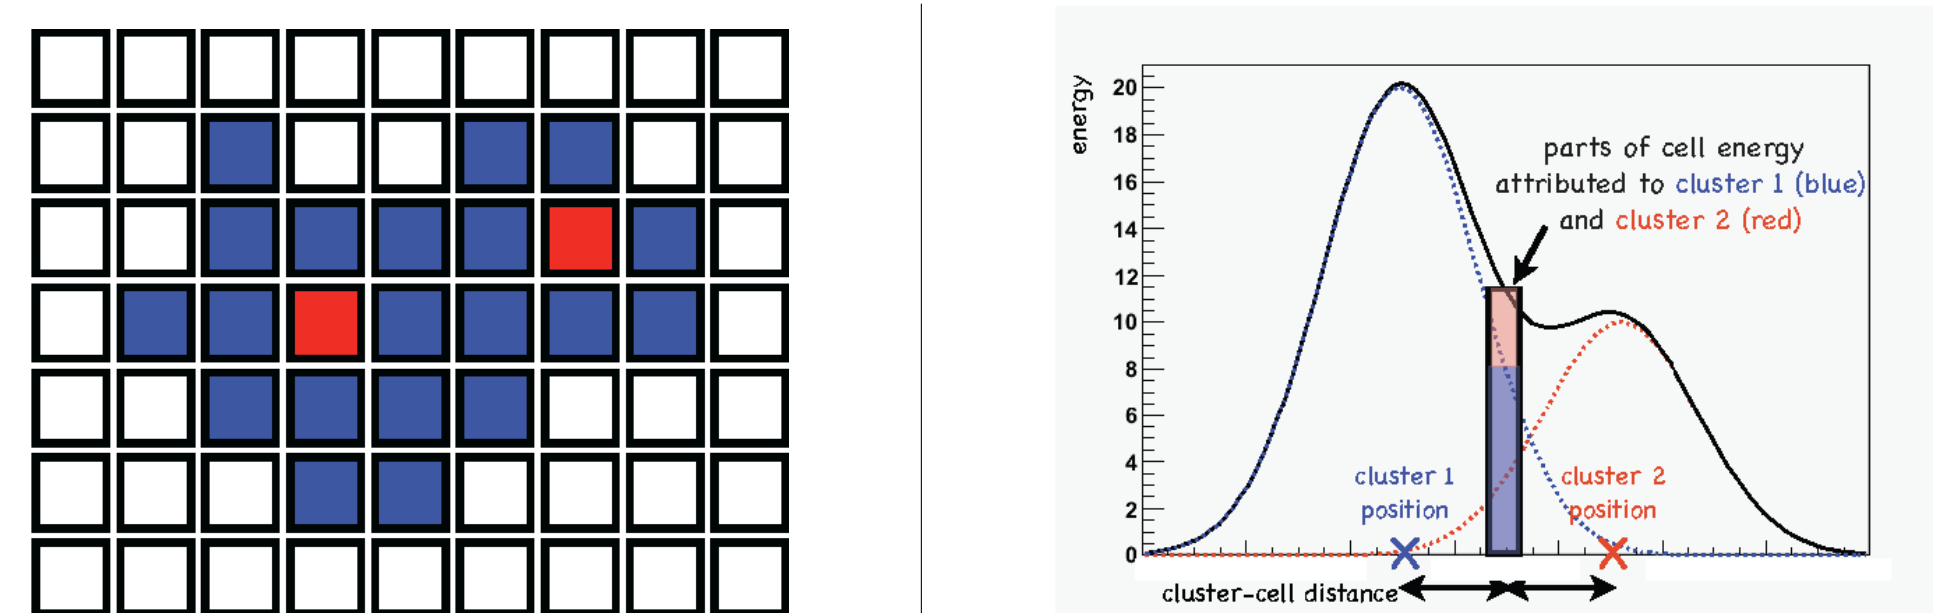 energy
20
18
16
14
12
10
8
6
4
2
0
parts of cell energy
attributed to cluster 1 (blue)
and cluster 2 (red)
cluster 1
position
cluster 2
position
cluster-cell distance